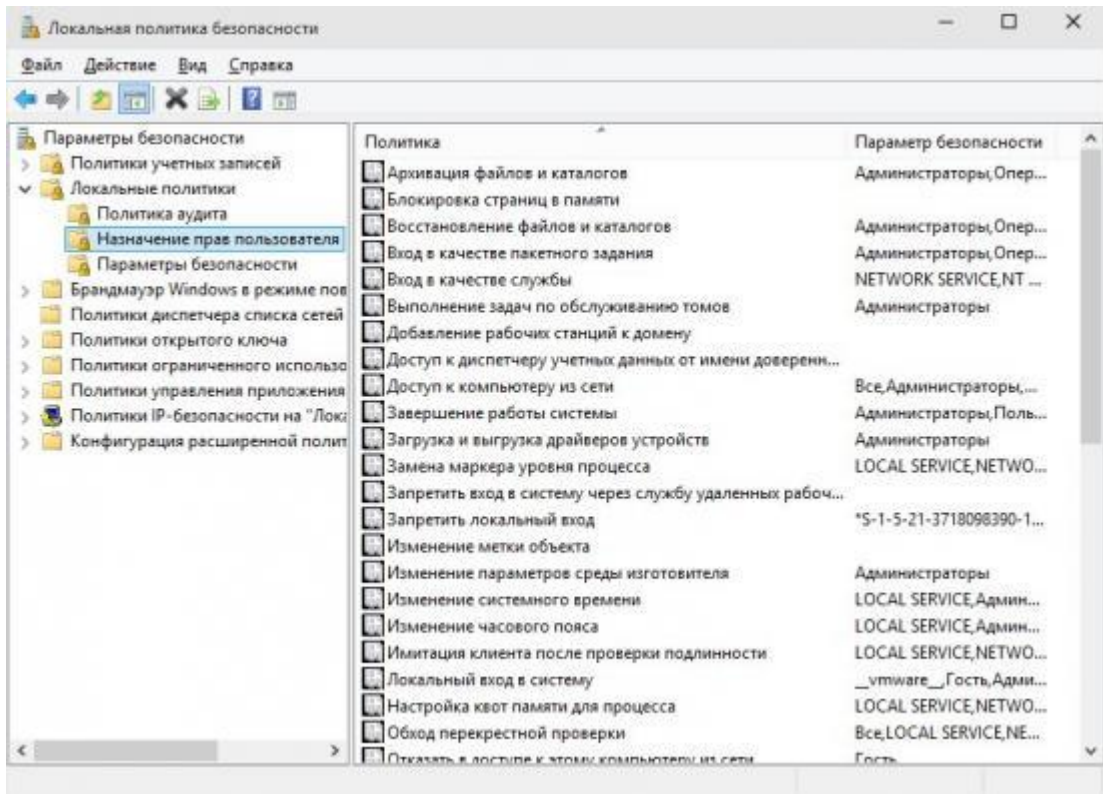 Локальная политика безопасности
Файл Действие Вид Справка
Параметры безопасности
Политики учетных записей
Локальные политики
Политика аудита
Назначение прав пользователя
Параметры безопасности
Брандмауэр Windows в режиме пов
Политики диспетчера списка сетей
Политики открытого ключа
Политики ограниченного использо
Политики управления приложения
Политики IP-безопасности на "Лока
Конфигурация расширенной полит
Политика Параметр безопасности
Архивация файлов и каталогов Администраторы,Опер...
Блокировка страниц в памяти
Восстановление файлов и каталогов Администраторы,Опер...
Вход в качестве пакетного задания Администраторы,Опер...
Вход в качестве службы NETWORK SERVICE,NT ...
Выполнение задач по обслуживанию томов Администраторы
Добавление рабочих станций к домену
Доступ к диспетчеру учетных данных от имени доверенн...
Доступ к компьютеру из сети Все,Администраторы,...
Завершение работы системы Администраторы,Поль...
Загрузка и выгрузка драйверов устройств Администраторы
Замена маркера уровня процесса LOCAL SERVICE,NETWO...
Запретить вход в систему через службу удаленных рабоч...
Запретить локальный вход *S-1-5-21-3718098390-1...
Изменение метки объекта
Изменение параметров среды изготовителя Администраторы
Изменение системного времени LOCAL SERVICE,Админ...
Изменение часового пояса LOCAL SERVICE,Админ...
Имитация клиента после проверки подлинности LOCAL SERVICE,NETWO...
Локальный вход в систему __vmware__,Гость,Адми...
Настройка квот памяти для процесса LOCAL SERVICE,NETWO...
Обход перекрестной проверки Все,LOCAL SERVICE,NE...
Отказать в доступе к этому компьютеру из сети Гость